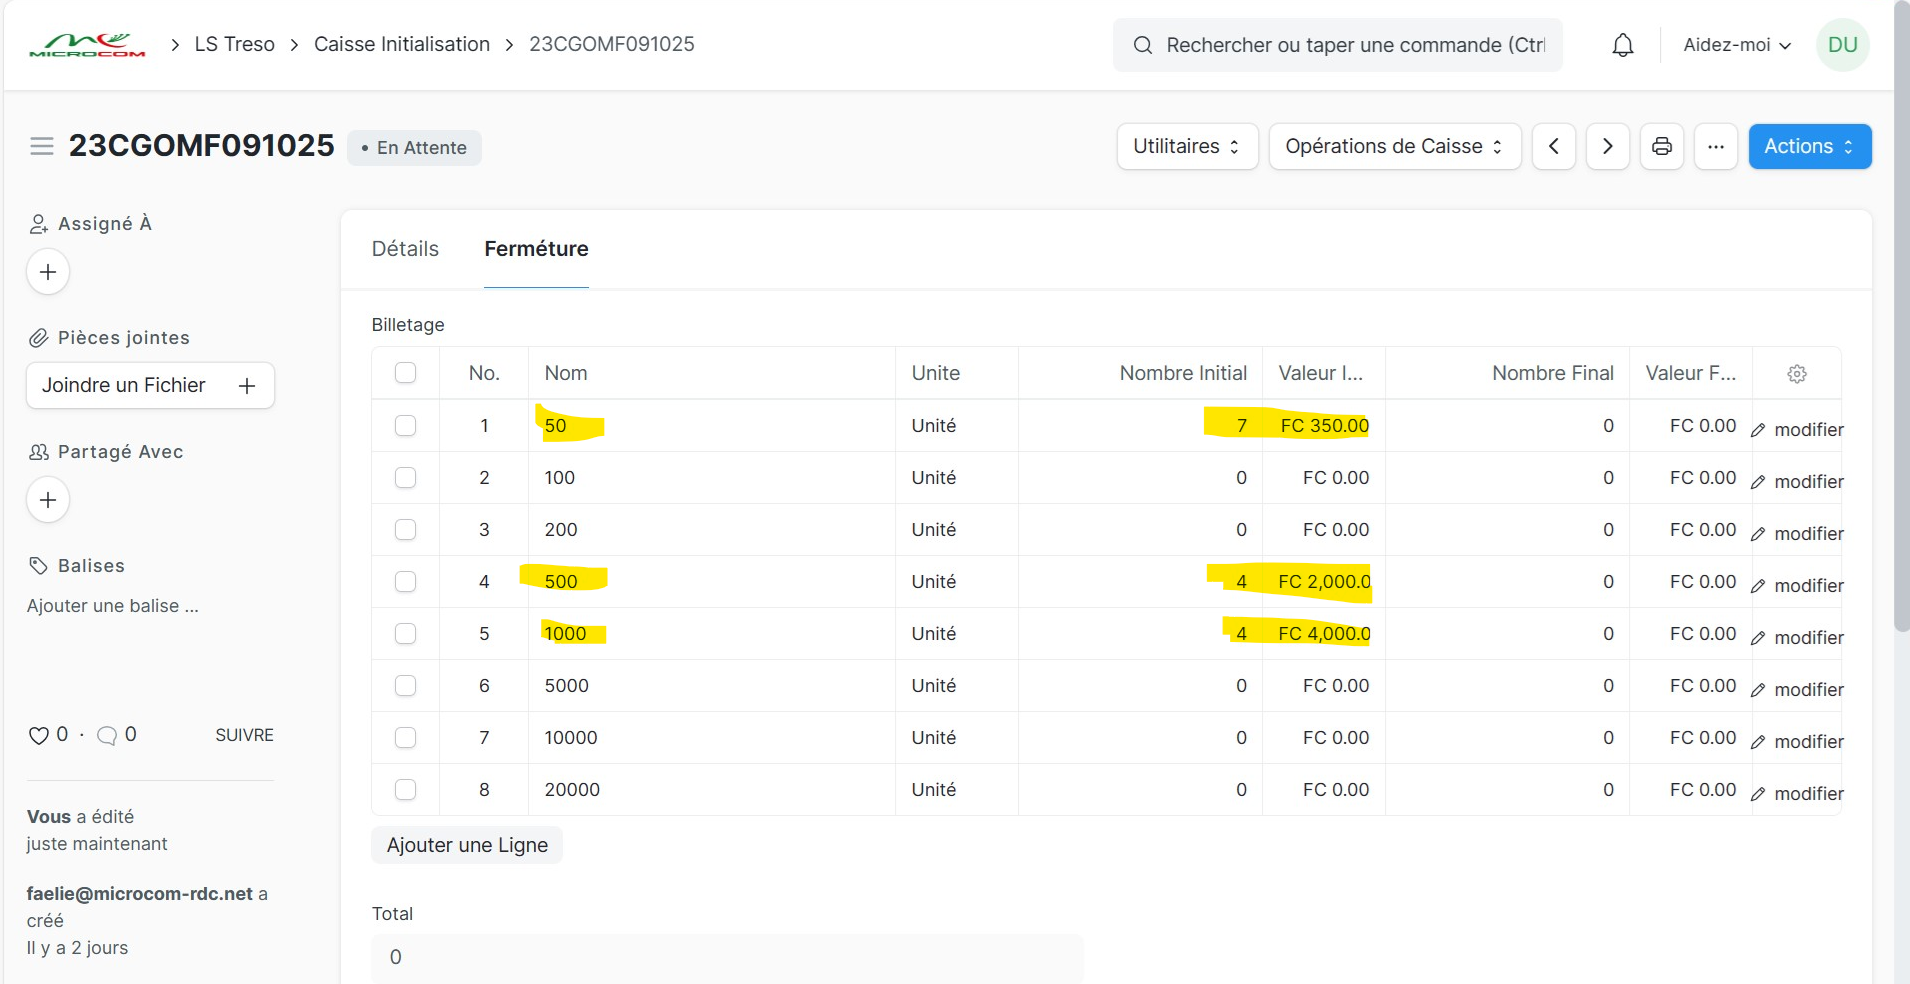 MICROCOM
LS Treso
Caisse Initialisation
23CGOMF091025
Rechercher ou taper une commande (Ctrl
Aidez-moi
DU
23CGOMF091025
• En Attente
Utilitaires
Opérations de Caisse
...
Actions
Assigné À
+
Pièces jointes
Joindre un Fichier +
Partagé Avec
+
Balises
Ajouter une balise ...
0 · 0 SUIVRE
Vous a édité
juste maintenant
faelie@microcom-rdc.net a
créé
Il y a 2 jours
Détails Ferméture
Billetage
No. Nom Unite Nombre Initial Valeur I... Nombre Final Valeur F...
1 50 Unité 7 FC 350.00 0 FC 0.00 modifier
2 100 Unité 0 FC 0.00 0 FC 0.00 modifier
3 200 Unité 0 FC 0.00 0 FC 0.00 modifier
4 500 Unité 4 FC 2,000.0 0 FC 0.00 modifier
5 1000 Unité 4 FC 4,000.0 0 FC 0.00 modifier
6 5000 Unité 0 FC 0.00 0 FC 0.00 modifier
7 10000 Unité 0 FC 0.00 0 FC 0.00 modifier
8 20000 Unité 0 FC 0.00 0 FC 0.00 modifier
Ajouter une Ligne
Total
0